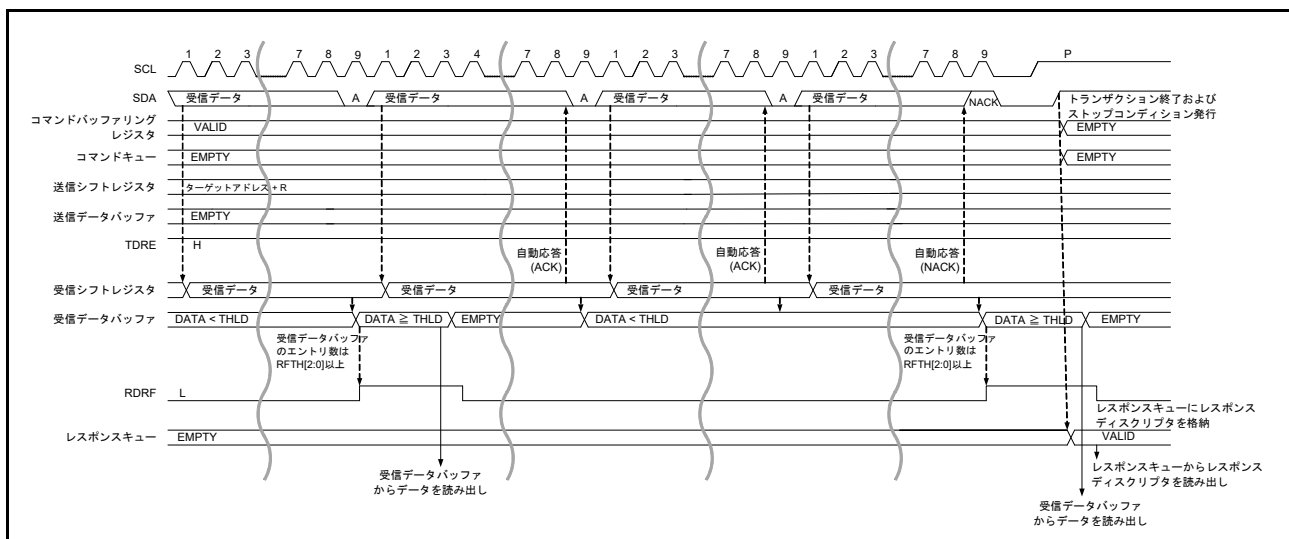 1 2 3 7 8 9 1 2 3 4 7 8 9 1 2 3 7 8 9 1 2 3 7 8 9 P
SCL
SDA 受信データ A 受信データ A 受信データ A 受信データ NACK トランザクション終了および
ストップコンディション発行
コマンドバッファリング
レジスタ VALID EMPTY
コマンドキュー EMPTY EMPTY
送信シフトレジスタ ターゲットアドレス + R
送信データバッファ EMPTY
TDRE H
自動応答
(ACK)
自動応答
(ACK)
自動応答
(NACK)
受信シフトレジスタ 受信データ 受信データ 受信データ 受信データ
受信データバッファ DATA < THLD DATA ≧ THLD EMPTY DATA < THLD DATA ≧ THLD EMPTY
受信データバッファ
のエントリ数は
RFTH[2:0]以上
受信データバッファ
のエントリ数は
RFTH[2:0]以上
RDRF L
レスポンスキューにレスポンス
ディスクリプタを格納
レスポンスキュー EMPTY VALID
受信データバッファ
からデータを読み出し
レスポンスキューからレスポンス
ディスクリプタを読み出し
受信データバッファ
からデータを読み出し